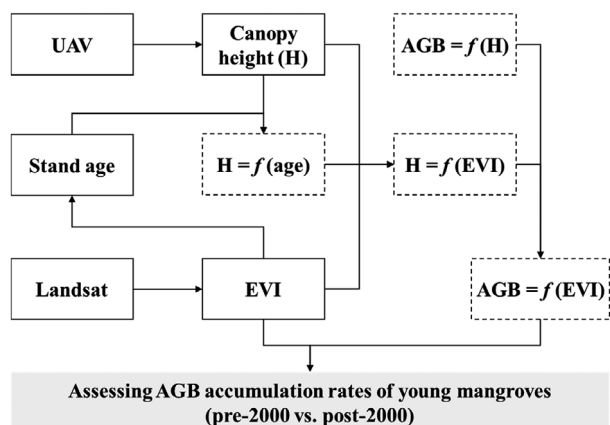 UAV
Canopy
height (H)
AGB = f(H)
Stand age
H = f(age)
H = f(EVI)
Landsat
EVI
AGB = f(EVI)
Assessing AGB accumulation rates of young mangroves
(pre-2000 vs. post-2000)